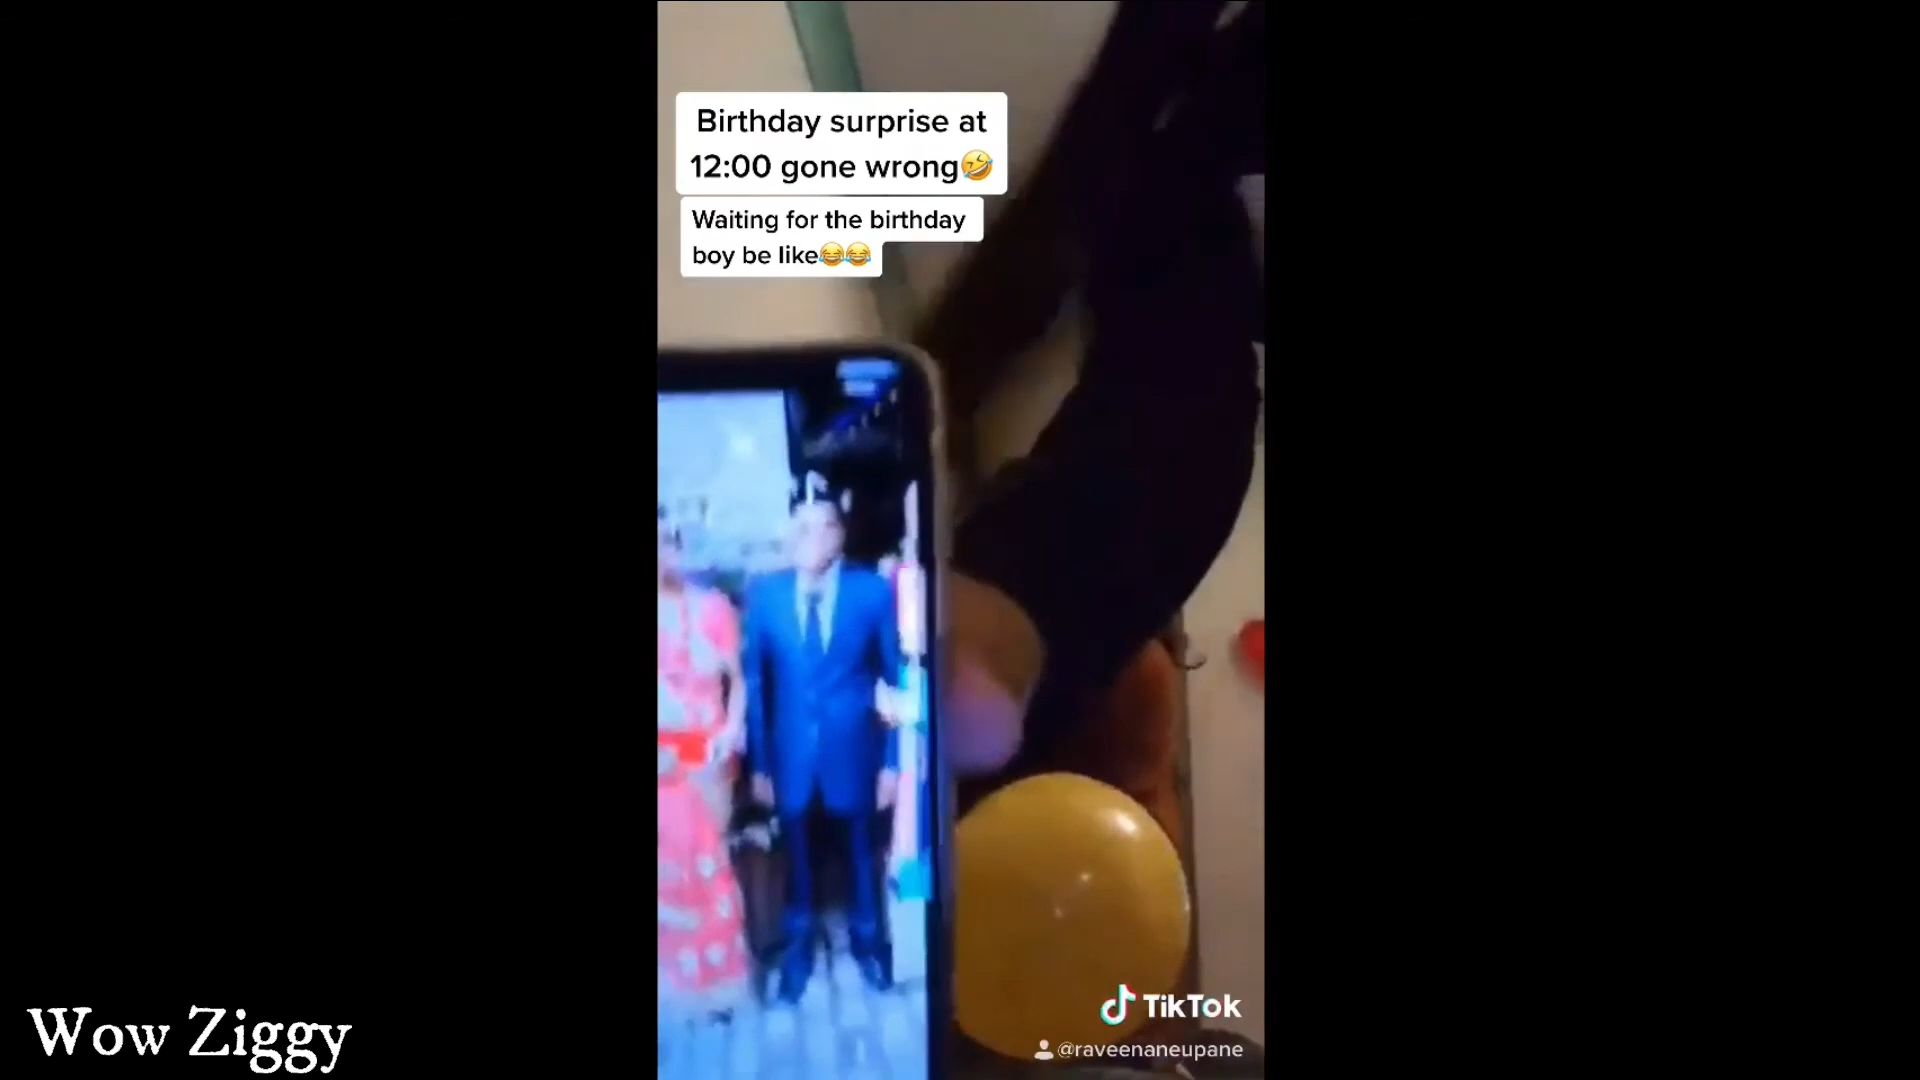 Birthday surprise at
12:00 gone wrong🤣
Waiting for the birthday
boy be like😂😂
TikTok
@raveenaneupane
Wow Ziggy